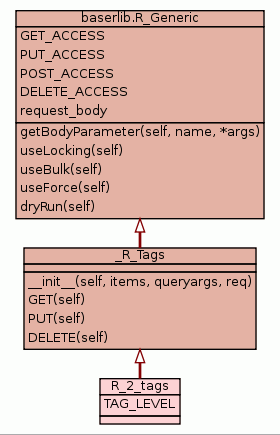 baserlib.R_Generic
GET_ACCESS
PUT_ACCESS
POST_ACCESS
DELETE_ACCESS
request_body
getBodyParameter(self, name, *args)
useLocking(self)
useBulk(self)
useForce(self)
dryRun(self)
_R_Tags
__init__(self, items, queryargs, req)
GET(self)
PUT(self)
DELETE(self)
R_2_tags
TAG_LEVEL